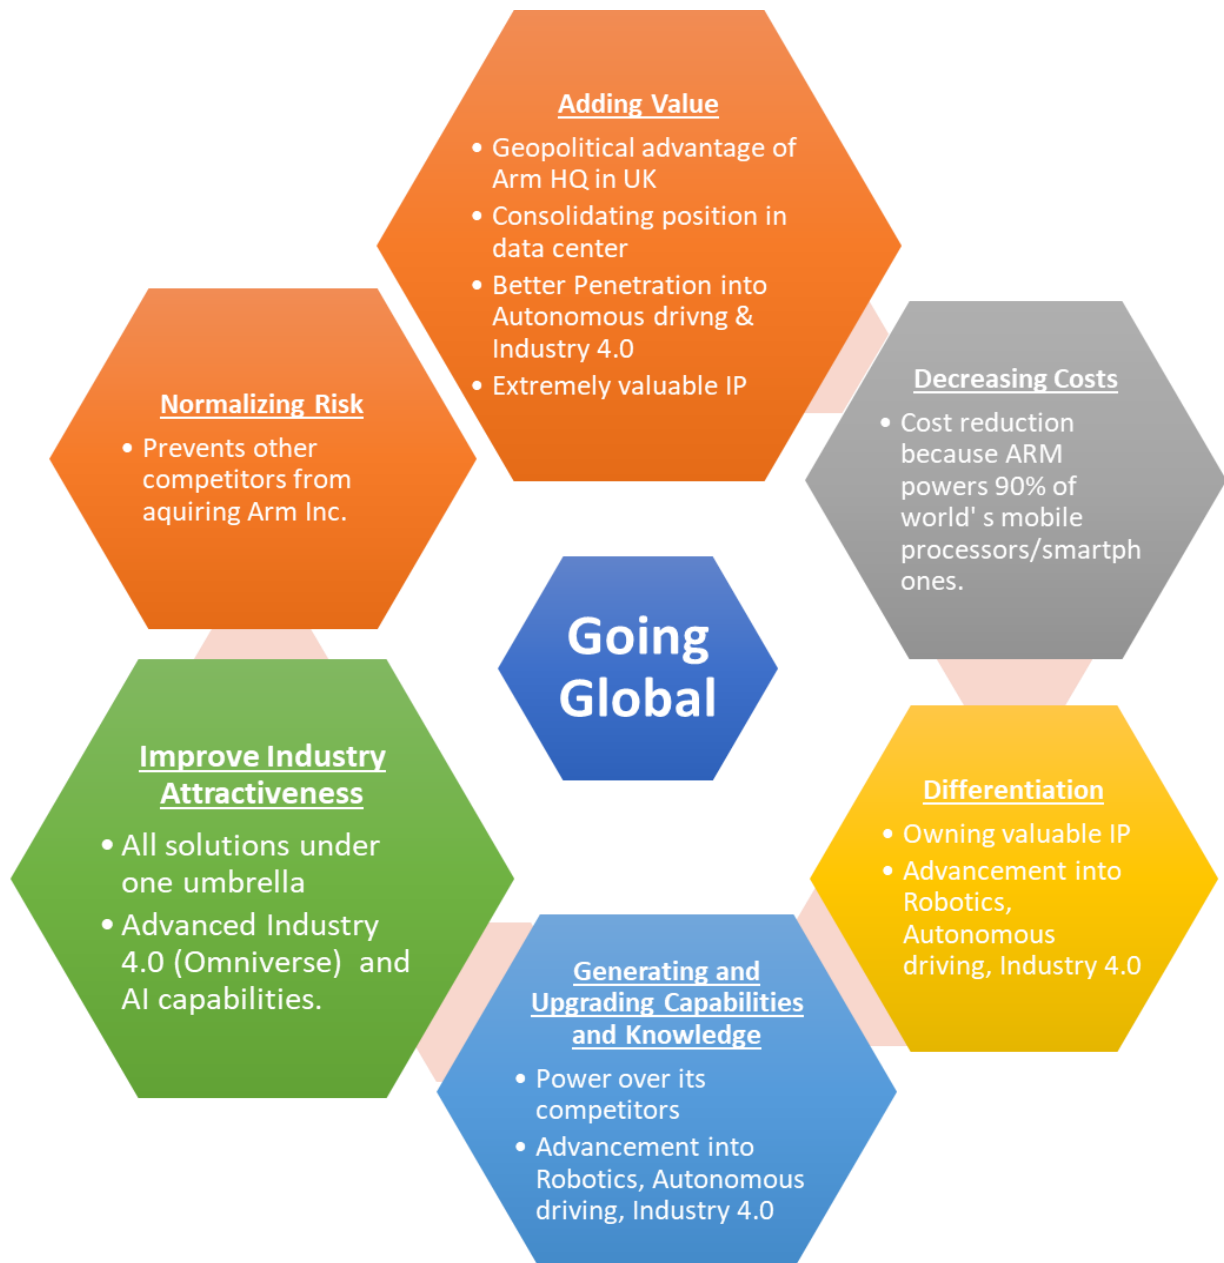 Adding Value
• Geopolitical advantage of
Arm HQ in UK
• Consolidating position in
data center
• Better Penetration into
Autonomous drivng &
Industry 4.0
• Extremely valuable IP
Decreasing Costs
• Cost reduction
because ARM
powers 90% of
world' s mobile
processors/smartph
ones.
Differentiation
• Owning valuable IP
• Advancement into
Robotics,
Autonomous
driving, Industry 4.0
Generating and
Upgrading Capabilities
and Knowledge
• Power over its
competitors
• Advancement into
Robotics, Autonomous
driving, Industry 4.0
Improve Industry
Attractiveness
• All solutions under
one umbrella
• Advanced Industry
4.0 (Omniverse)  and
AI capabilities.
Normalizing Risk
• Prevents other
competitors from
aquiring Arm Inc.
Going
Global